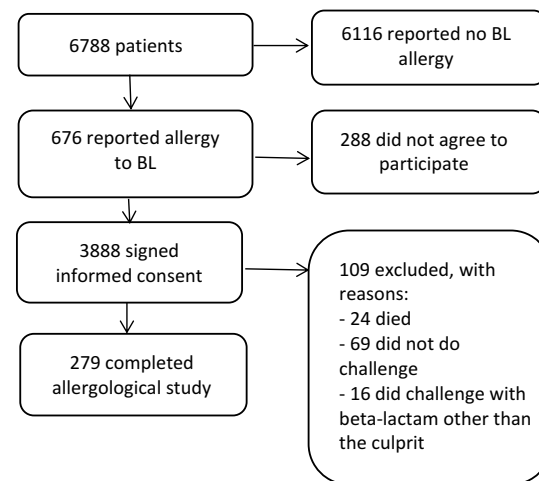 6788 patients
6116 reported no BL
allergy
676 reported allergy
to BL
288 did not agree to
participate
3888 signed
informed consent
109 excluded, with
reasons:
- 24 died
- 69 did not do
challenge
- 16 did challenge with
beta-lactam other than
the culprit
279 completed
allergological study